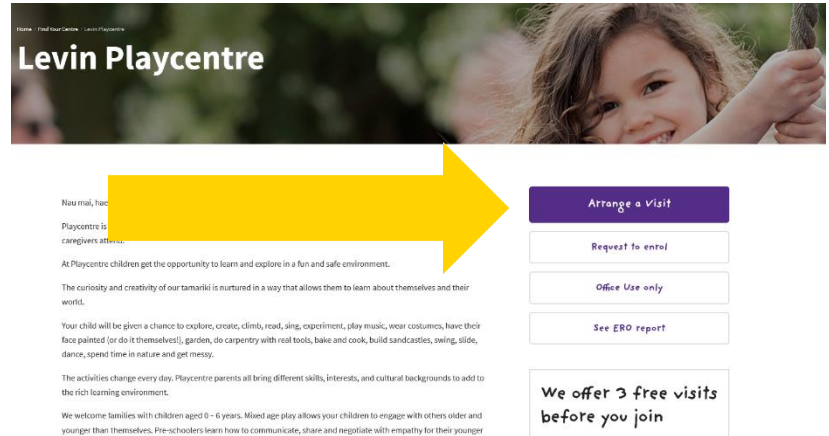 Home / Find Your Centre / Levin Playcentre
Levin Playcentre
Nau mai, hae
Playcentre is
caregivers attend.
At Playcentre children get the opportunity to learn and explore in a fun and safe environment.
The curiosity and creativity of our tamariki is nurtured in a way that allows them to learn about themselves and their
world.
Your child will be given a chance to explore, create, climb, read, sing, experiment, play music, wear costumes, have their
face painted (or do it themselves!), garden, do carpentry with real tools, bake and cook, build sandcastles, swing, slide,
dance, spend time in nature and get messy.
The activities change every day. Playcentre parents all bring different skills, interests, and cultural backgrounds to add to
the rich learning environment.
We welcome families with children aged 0 – 6 years. Mixed age play allows your children to engage with others older and
younger than themselves. Pre-schoolers learn how to communicate, share and negotiate with empathy for their younger
Arrange a Visit
Request to enrol
Office Use only
See ERO report
We offer 3 free visits
before you join